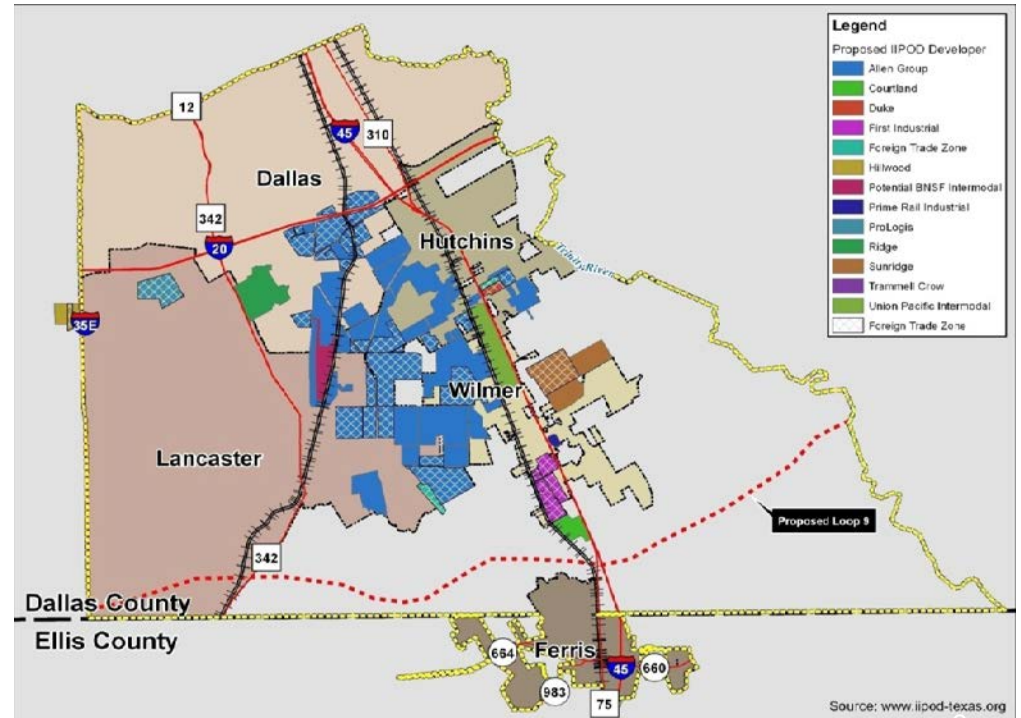 Legend
Proposed IIPOD Developer
Allen Group
Courtland
Duke
First Industrial
Foreign Trade Zone
Hillwood
Potential BNSF Intermodal
Prime Rail Industrial
ProLogis
Ridge
Sunridge
Trammell Crow
Union Pacific Intermodal
Foreign Trade Zone
12
45
310
Dallas
342
20
Hutchins
Trinity River
35E
Wilmer
Lancaster
Proposed Loop 9
342
Dallas County
Ellis County
664
Ferris
45
660
983
75
Source: www.iipod-texas.org